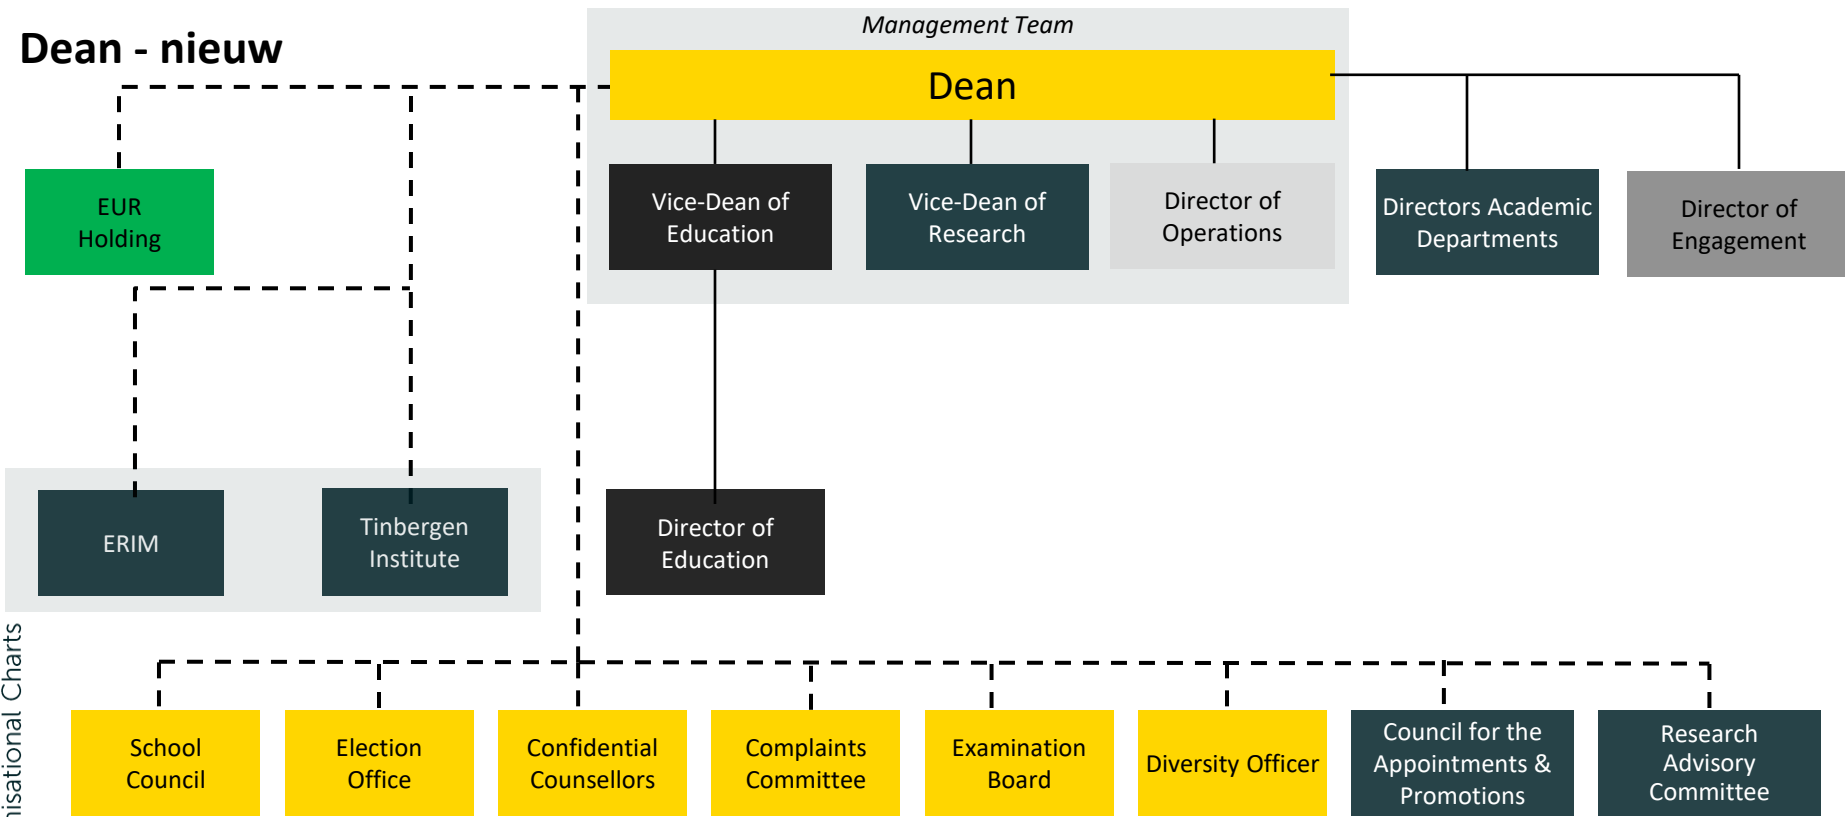 Management Team
Dean - nieuw
Dean
EUR
Holding
Vice-Dean of
Education
Vice-Dean of
Research
Director of
Operations
Directors Academic
Departments
Director of
Engagement
ERIM
Tinbergen
Institute
Director of
Education
Charts
School
Council
Election
Office
Confidential
Counsellors
Complaints
Committee
Examination
Board
Diversity Officer
Council for the
Appointments &
Promotions
Research
Advisory
Committee